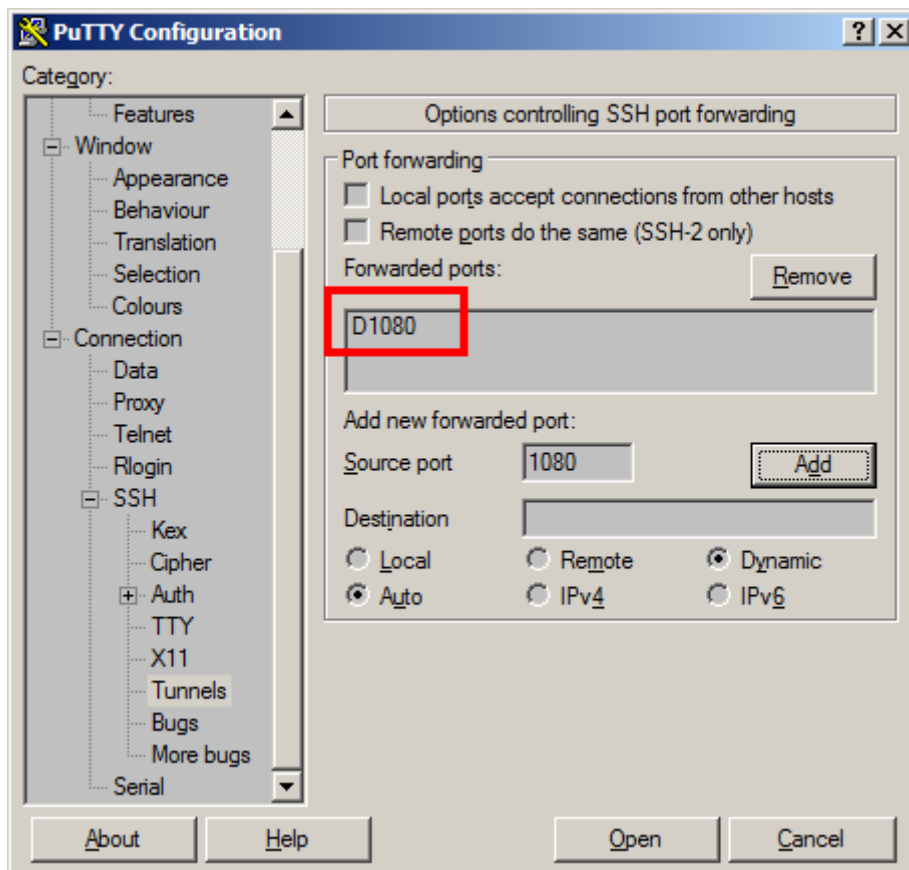 PuTTY Configuration
Category:
Features
Window
Appearance
Behaviour
Translation
Selection
Colours
Connection
Data
Proxy
Telnet
Rlogin
SSH
Kex
Cipher
Auth
TTY
X11
Tunnels
Bugs
More bugs
Serial
Options controlling SSH port forwarding
Port forwarding
Local ports accept connections from other hosts
Remote ports do the same (SSH-2 only)
Forwarded ports:
Remove
D1080
Add new forwarded port:
Source port 1080 Add
Destination
Local Remote Dynamic
Auto IPv4 IPv6
About Help Open Cancel